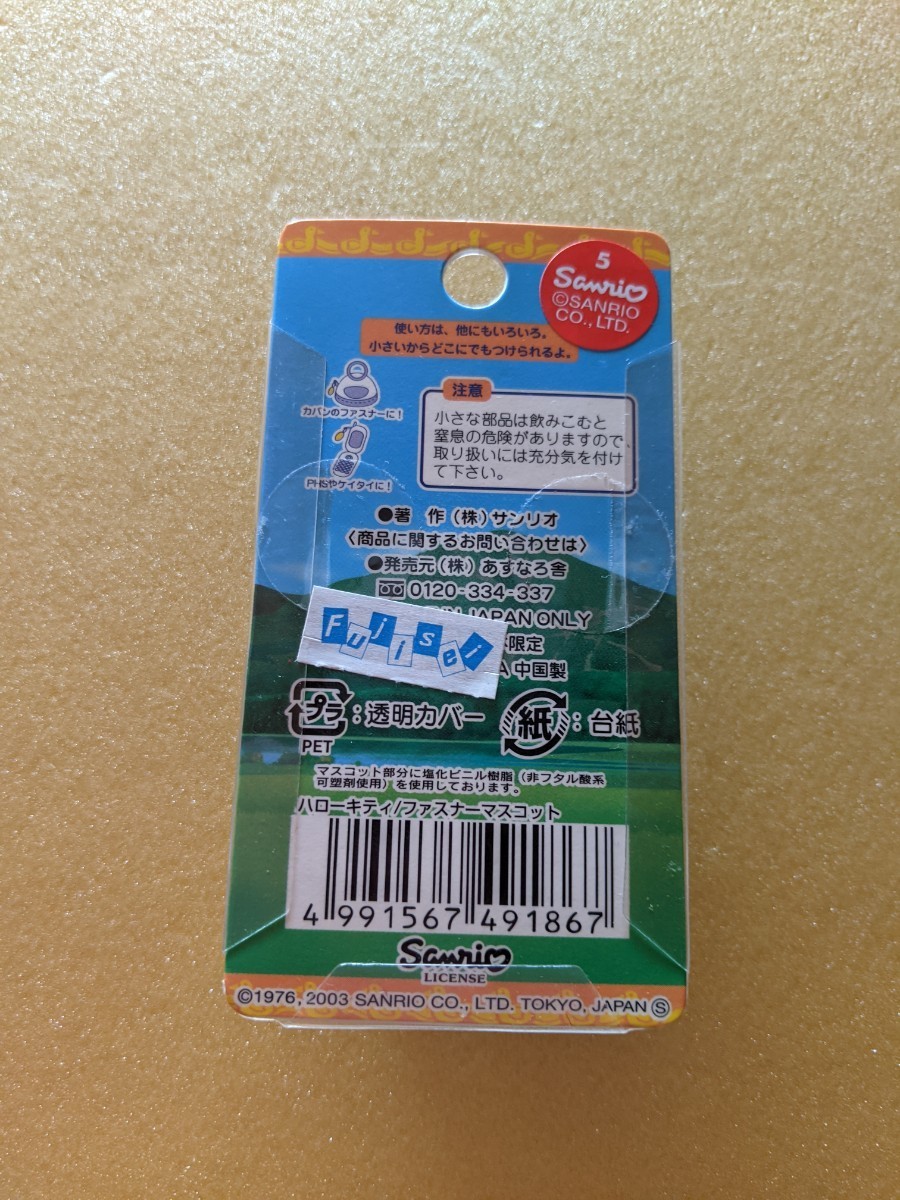 5
Sanrio
©SANRIO
CO., LTD.
使い方は、他にもいろいろ。
小さいからどこにでもつけられるよ。
カバンのファスナーに！
PHSやケイタイに！
注意
小さな部品は飲みこむと
窒息の危険がありますので、
取り扱いには充分気を付け
て下さい。
●著 作（株）サンリオ
〈商品に関するお問い合わせは〉
●発売元（株）あすなろ舎
0120-334-337
IN JAPAN ONLY
限定
Fujisei
A 中国製
プラ：透明カバー
PET
紙：台紙
マスコット部分に塩化ビニル樹脂（非フタル酸系
可塑剤使用）を使用しております。
ハローキティ/ファスナーマスコット
4 991567 491867
Sanrio
LICENSE
©1976, 2003 SANRIO CO., LTD. TOKYO, JAPAN Ⓢ